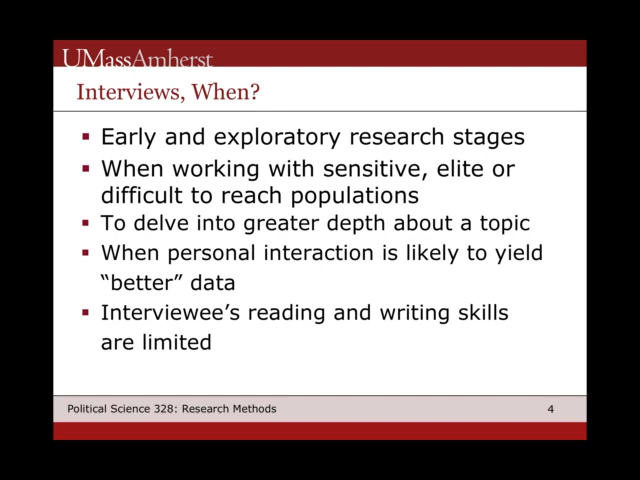 UMassAmherst
Interviews, When?
▪ Early and exploratory research stages
▪ When working with sensitive, elite or
difficult to reach populations
▪ To delve into greater depth about a topic
▪ When personal interaction is likely to yield
“better” data
▪ Interviewee’s reading and writing skills
are limited
Political Science 328: Research Methods 4